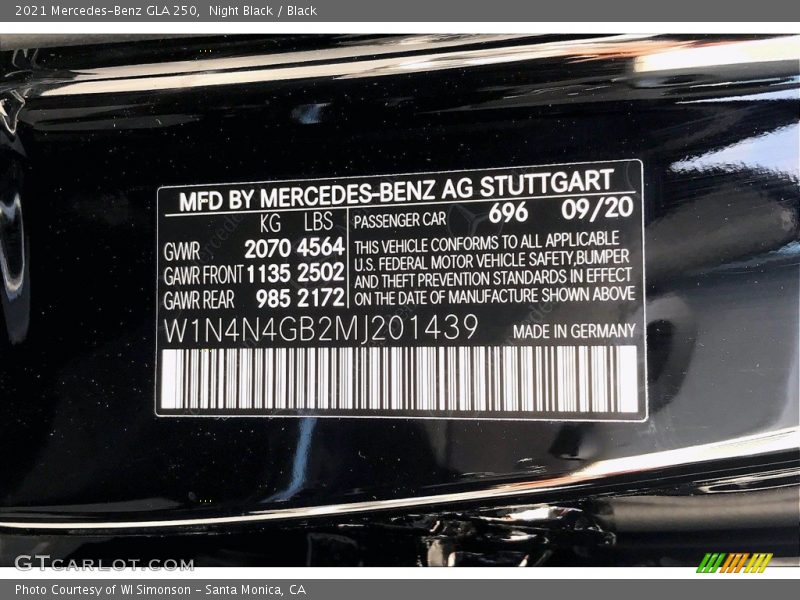 2021 Mercedes-Benz GLA 250, Night Black / Black
MFD BY MERCEDES-BENZ AG STUTTGART
KG LBS PASSENGER CAR 696 09/20
GWR 2070 4564
GAWR FRONT 1135 2502
GAWR REAR 985 2172
THIS VEHICLE CONFORMS TO ALL APPLICABLE
U.S. FEDERAL MOTOR VEHICLE SAFETY,BUMPER
AND THEFT PREVENTION STANDARDS IN EFFECT
ON THE DATE OF MANUFACTURE SHOWN ABOVE
W1N4N4GB2MJ201439 MADE IN GERMANY
GTCARLOT.COM
Photo Courtesy of WI Simonson - Santa Monica, CA